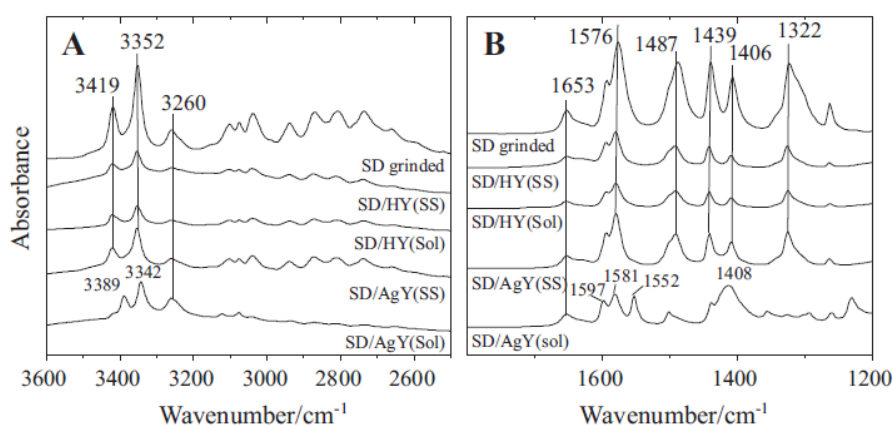 A
3352
3419
3260
SD grinded
SD/HY(SS)
SD/HY(Sol)
3389
3342
SD/AgY(SS)
SD/AgY(Sol)
Absorbance
3600 3400 3200 3000 2800 2600
Wavenumber/cm⁻¹
B
1576
1487
1439
1406
1322
1653
SD grinded
SD/HY(SS)
SD/HY(Sol)
SD/AgY(SS)
1597
1581
1552
1408
SD/AgY(sol)
1600 1400 1200
Wavenumber/cm⁻¹